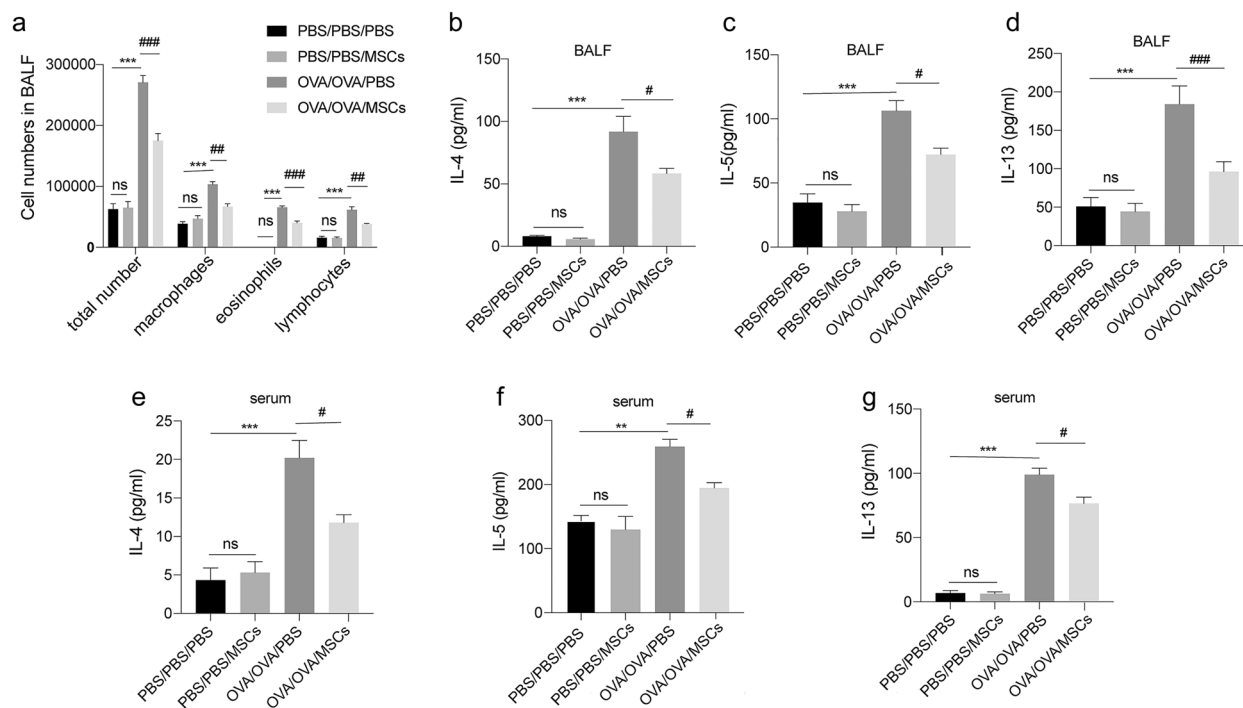 a
PBS/PBS/PBS
PBS/PBS/MSCs
OVA/OVA/PBS
OVA/OVA/MSCs
Cell numbers in BALF
300000
200000
100000
0
ns
***
###
ns
***
##
ns
***
###
ns
***
##
total number
macrophages
eosinophils
lymphocytes
b
BALF
IL-4 (pg/ml)
150
100
50
0
ns
***
#
PBS/PBS/PBS
PBS/PBS/MSCs
OVA/OVA/PBS
OVA/OVA/MSCs
c
BALF
IL-5(pg/ml)
150
100
50
0
ns
***
#
PBS/PBS/PBS
PBS/PBS/MSCs
OVA/OVA/PBS
OVA/OVA/MSCs
d
BALF
IL-13 (pg/ml)
250
200
150
100
50
0
ns
***
###
PBS/PBS/PBS
PBS/PBS/MSCs
OVA/OVA/PBS
OVA/OVA/MSCs
e
serum
IL-4 (pg/ml)
25
20
15
10
5
0
ns
***
#
PBS/PBS/PBS
PBS/PBS/MSCs
OVA/OVA/PBS
OVA/OVA/MSCs
f
serum
IL-5 (pg/ml)
300
200
100
0
ns
**
#
PBS/PBS/PBS
PBS/PBS/MSCs
OVA/OVA/PBS
OVA/OVA/MSCs
g
serum
IL-13 (pg/ml)
150
100
50
0
ns
***
#
PBS/PBS/PBS
PBS/PBS/MSCs
OVA/OVA/PBS
OVA/OVA/MSCs